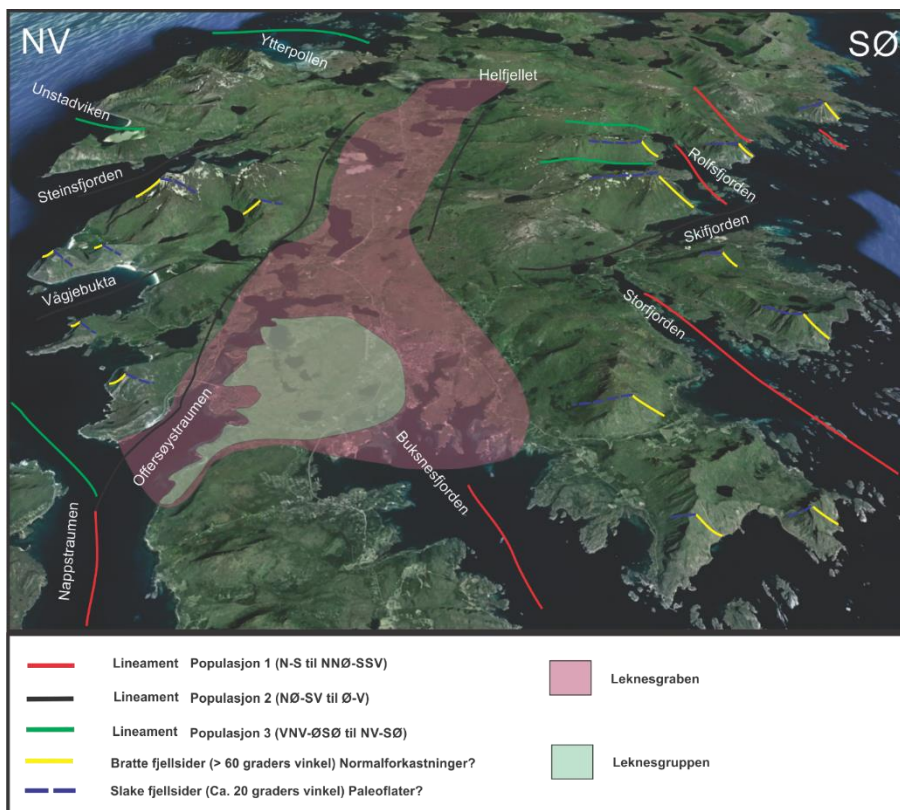 NV
SØ
Ytterpollen
Helfjellet
Unstadviken
Steinsfjorden
Rolfsfjorden
Skifjorden
Vågjebukta
Storfjorden
Offersøystraumen
Buksnesfjorden
Nappstraumen
Lineament Populasjon 1 (N-S til NNØ-SSV)
Leknesgraben
Lineament Populasjon 2 (NØ-SV til Ø-V)
Lineament Populasjon 3 (VNV-ØSØ til NV-SØ)
Bratte fjellsider (> 60 graders vinkel) Normalforkastninger?
Leknesgruppen
Slake fjellsider (Ca. 20 graders vinkel) Paleoflater?